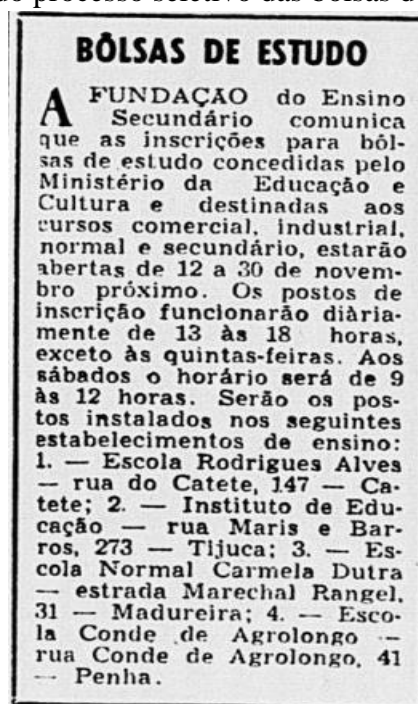 do processo seletivo das bolsas d
BÔLSAS DE ESTUDO
A FUNDAÇÃO do Ensino
Secundário comunica
que as inscrições para bôl-
sas de estudo concedidas pelo
Ministério da Educação e
Cultura e destinadas aos
cursos comercial, industrial,
normal e secundário, estarão
abertas de 12 a 30 de novem-
bro próximo. Os postos de
inscrição funcionarão diària-
mente de 13 às 18 horas,
exceto às quintas-feiras. Aos
sábados o horário será de 9
às 12 horas. Serão os pos-
tos instalados nos seguintes
estabelecimentos de ensino:
1. — Escola Rodrigues Alves
— rua do Catete, 147 — Ca-
tete; 2. — Instituto de Edu-
cação — rua Maris e Bar-
ros, 273 — Tijuca; 3. — Es-
cola Normal Carmela Dutra
— estrada Marechal Rangel,
31 — Madureira; 4. — Esco-
la Conde de Agrolongo —
rua Conde de Agrolongo, 41
— Penha.